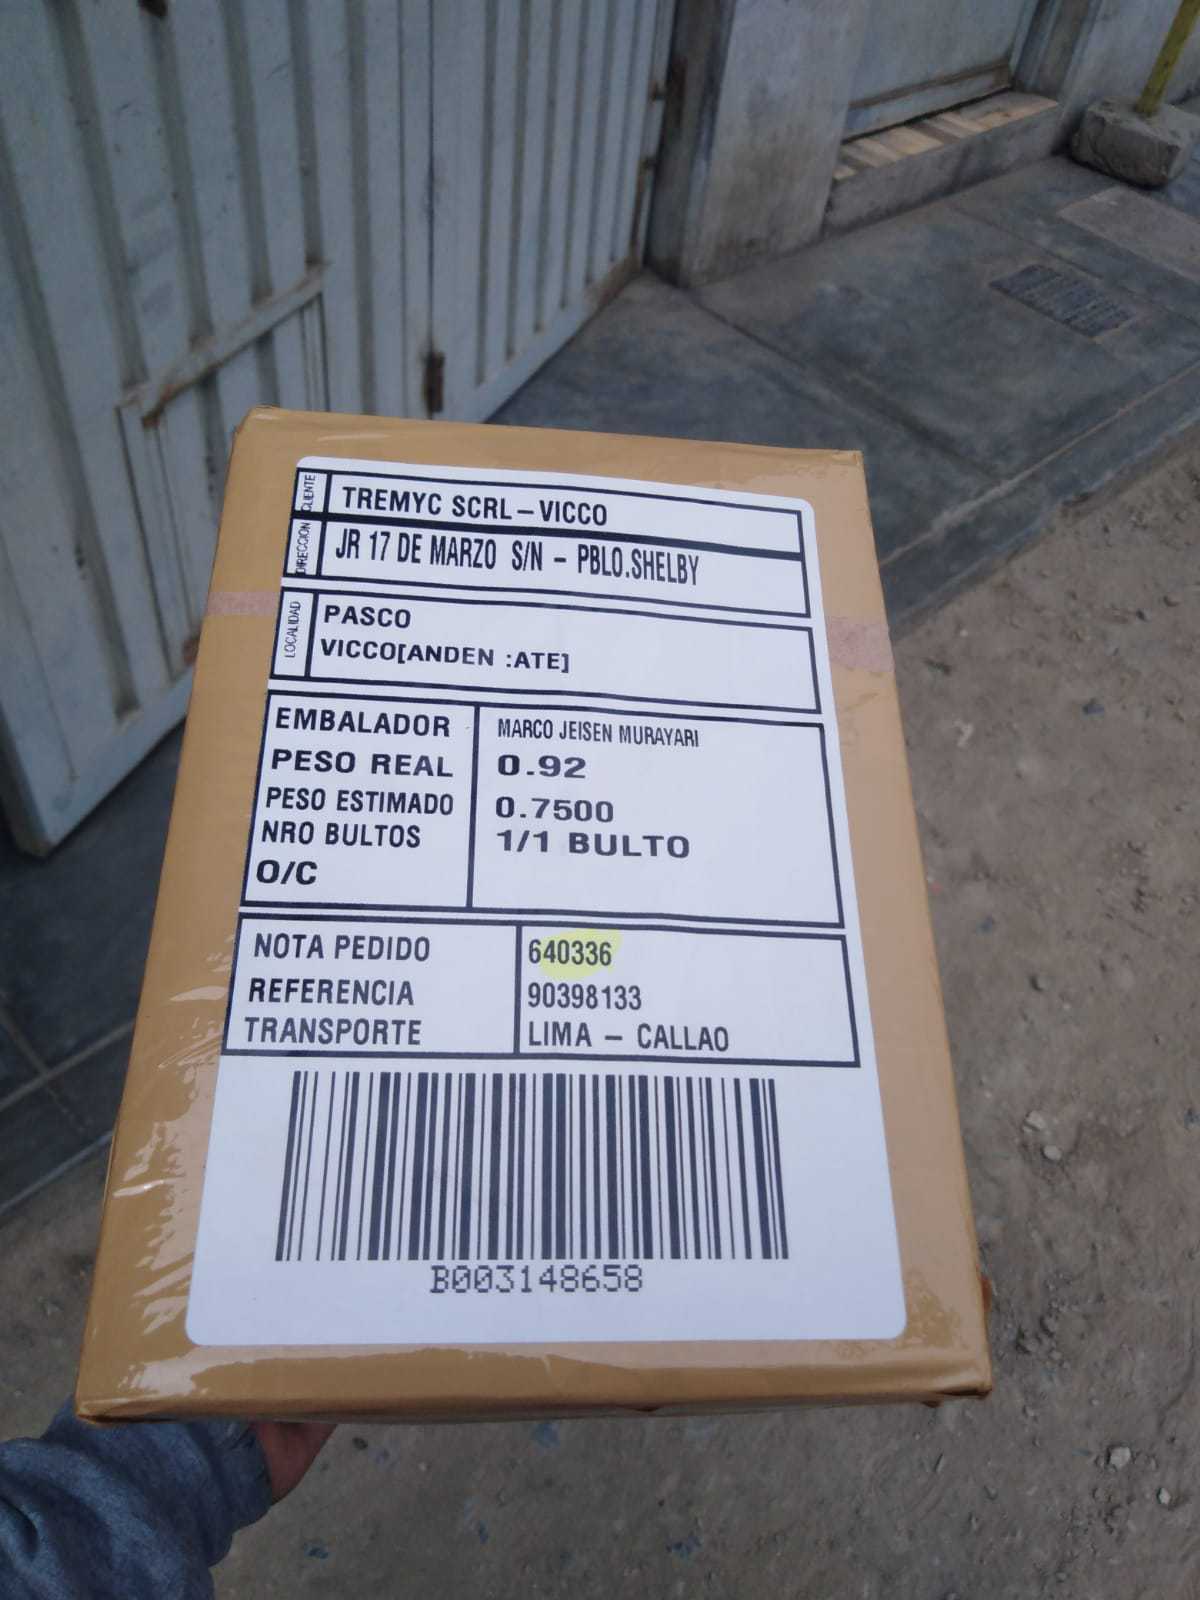 CLIENTE TREMYC SCRL – VICCO
DIRECCION JR 17 DE MARZO S/N – PBLO.SHELBY
LOCALIDAD PASCO
VICCO[ANDEN :ATE]
EMBALADOR MARCO JEISEN MURAYARI
PESO REAL 0.92
PESO ESTIMADO 0.7500
NRO BULTOS 1/1 BULTO
O/C
NOTA PEDIDO 640336
REFERENCIA 90398133
TRANSPORTE LIMA – CALLAO
B003148658